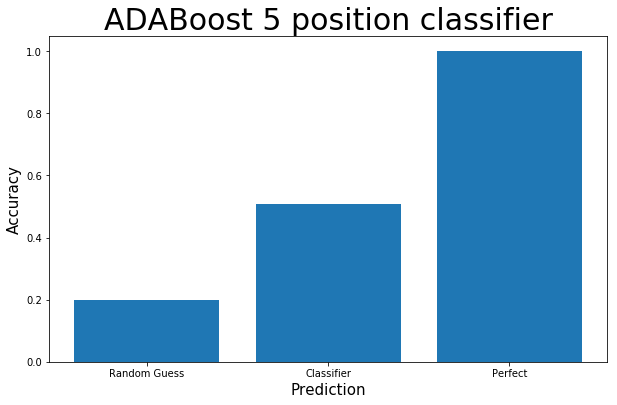 ADABoost 5 position classifier
1.0
0.8
0.6
0.4
0.2
0.0
Accuracy
Random Guess
Classifier
Perfect
Prediction